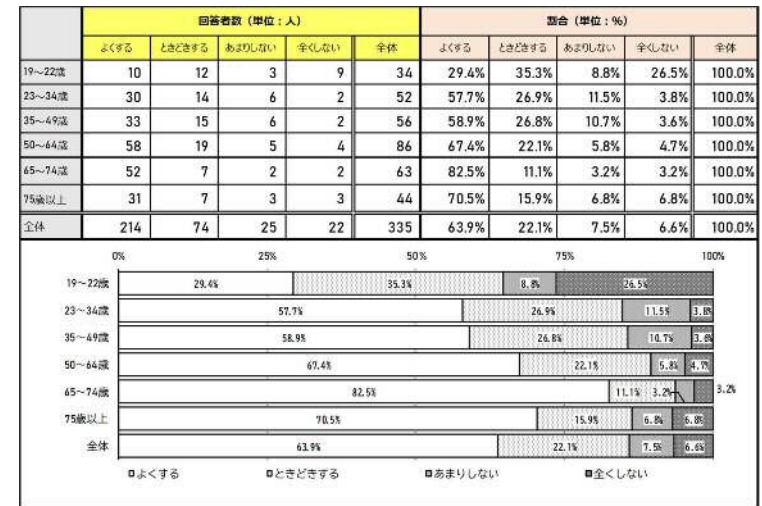 回答者数（単位：人） 割合（単位：%）
よくする ときどきする あまりしない 全くしない 全体 よくする ときどきする あまりしない 全くしない 全体
19～22歳 10 12 3 9 34 29.4% 35.3% 8.8% 26.5% 100.0%
23～34歳 30 14 6 2 52 57.7% 26.9% 11.5% 3.8% 100.0%
35～49歳 33 15 6 2 56 58.9% 26.8% 10.7% 3.6% 100.0%
50～64歳 58 19 5 4 86 67.4% 22.1% 5.8% 4.7% 100.0%
65～74歳 52 7 2 2 63 82.5% 11.1% 3.2% 3.2% 100.0%
75歳以上 31 7 3 3 44 70.5% 15.9% 6.8% 6.8% 100.0%
全体 214 74 25 22 335 63.9% 22.1% 7.5% 6.6% 100.0%
0% 25% 50% 75% 100%
19～22歳 29.4% 35.3% 8.8% 26.5%
23～34歳 57.7% 26.9% 11.5% 3.8%
35～49歳 58.9% 26.8% 10.7% 3.6%
50～64歳 67.4% 22.1% 5.8% 4.7%
65～74歳 82.5% 11.1% 3.2% 3.2%
75歳以上 70.5% 15.9% 6.8% 6.8%
全体 63.9% 22.1% 7.5% 6.6%
よくする ときどきする あまりしない 全くしない